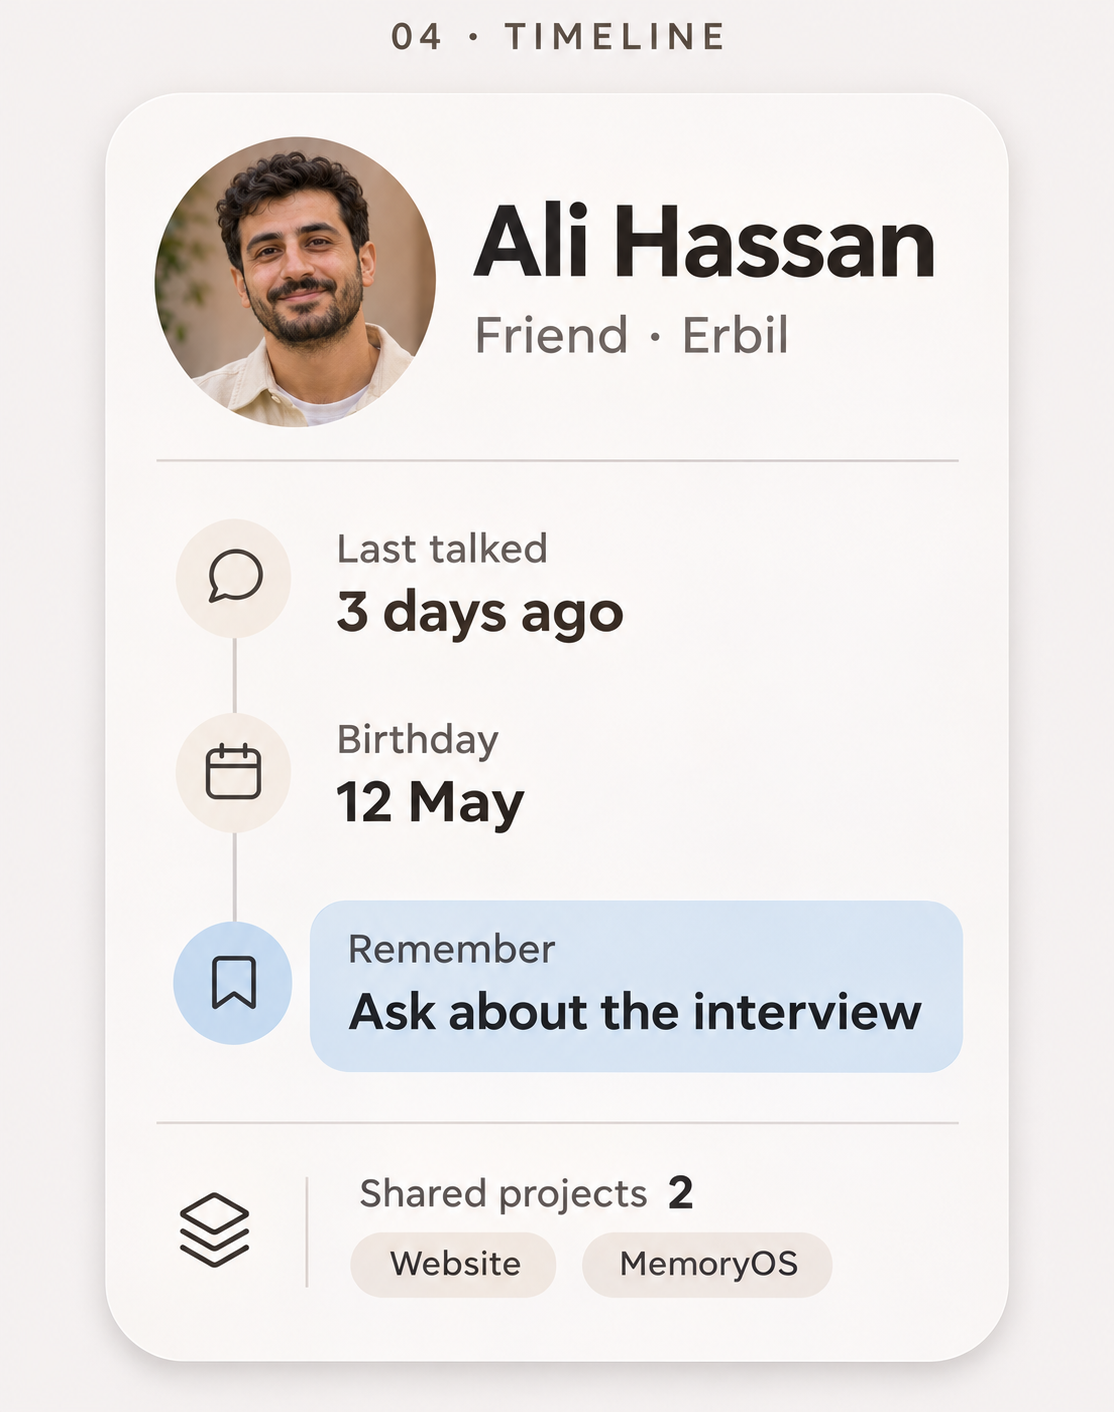 04 · TIMELINE
Ali Hassan
Friend · Erbil
Last talked
3 days ago
Birthday
12 May
Remember
Ask about the interview
Shared projects 2
Website MemoryOS